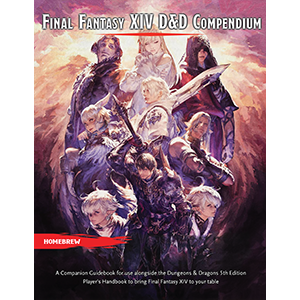 Final Fantasy XIV D&D Compendium
HOMEBREW
A Companion Guidebook for use alongside the Dungeons & Dragons 5th Edition
Player's Handbook to bring Final Fantasy XIV to your table